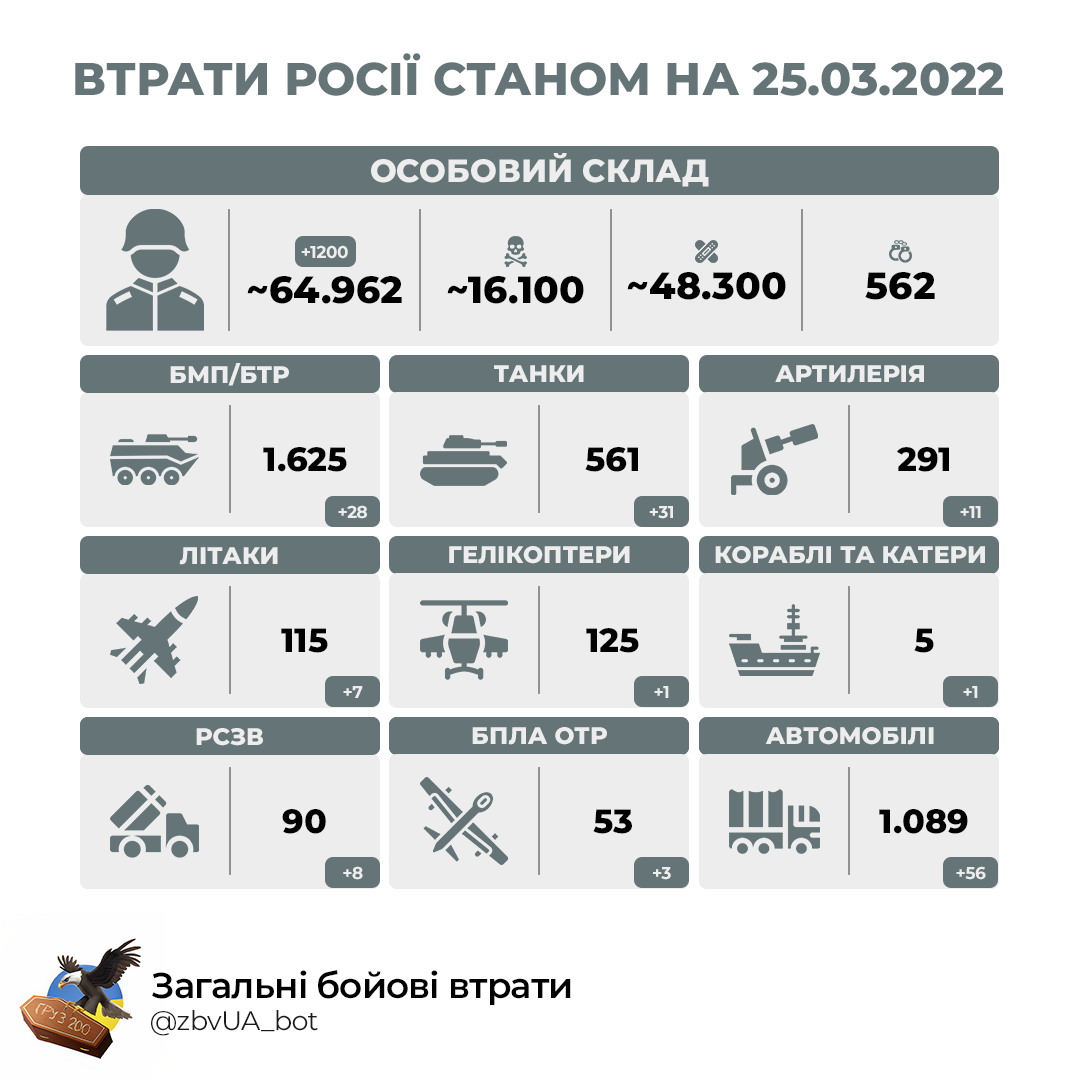 ВТРАТИ РОСІЇ СТАНОМ НА 25.03.2022
ОСОБОВИЙ СКЛАД
+1200
~64.962
~16.100
~48.300
562
БМП/БТР
1.625
+28
ТАНКИ
561
+31
АРТИЛЕРІЯ
291
+11
ЛІТАКИ
115
+7
ГЕЛІКОПТЕРИ
125
+1
КОРАБЛІ ТА КАТЕРИ
5
+1
РСЗВ
90
+8
БПЛА ОТР
53
+3
АВТОМОБІЛІ
1.089
+56
ГРУЗ 200
Загальні бойові втрати
@zbvUA_bot